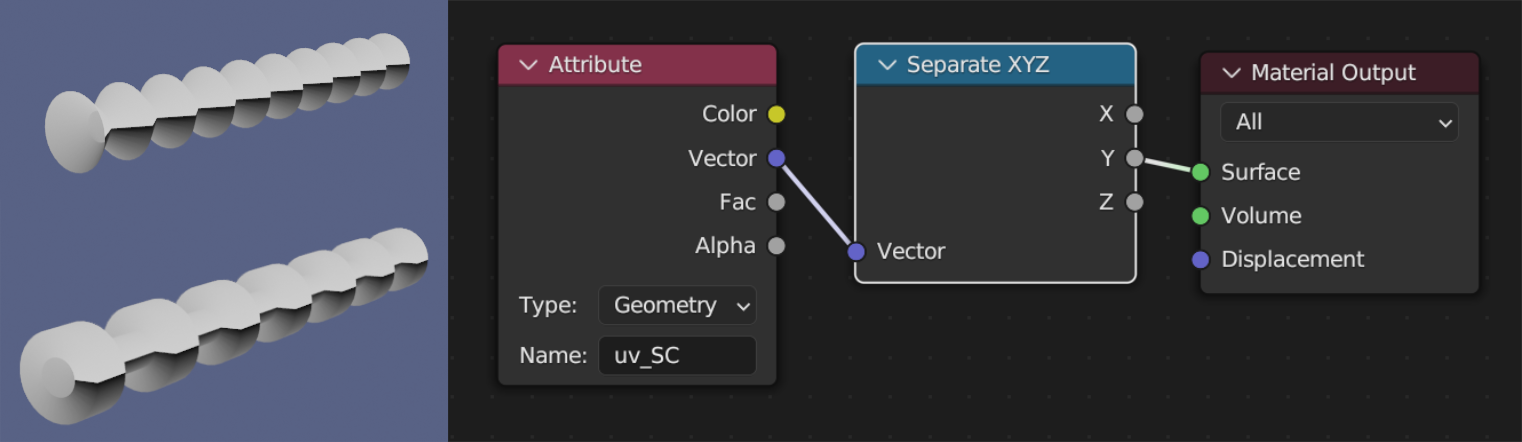 Attribute
Color
Vector
Fac
Alpha
Type: Geometry
Name: uv_SC
Separate XYZ
X
Y
Z
Vector
Material Output
All
Surface
Volume
Displacement